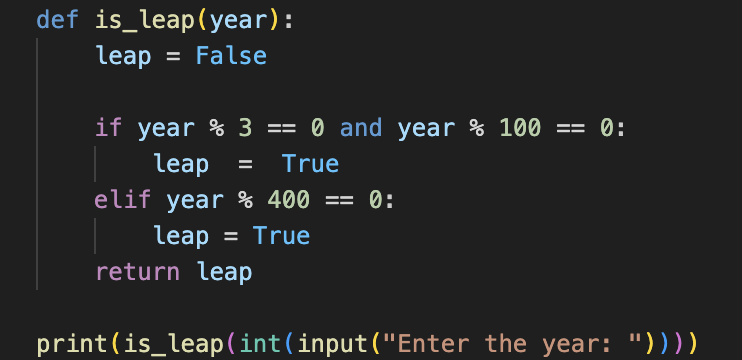 def is_leap(year):
    leap = False

    if year % 3 == 0 and year % 100 == 0:
        leap  =  True
    elif year % 400 == 0:
        leap = True
    return leap

print(is_leap(int(input("Enter the year: "))))